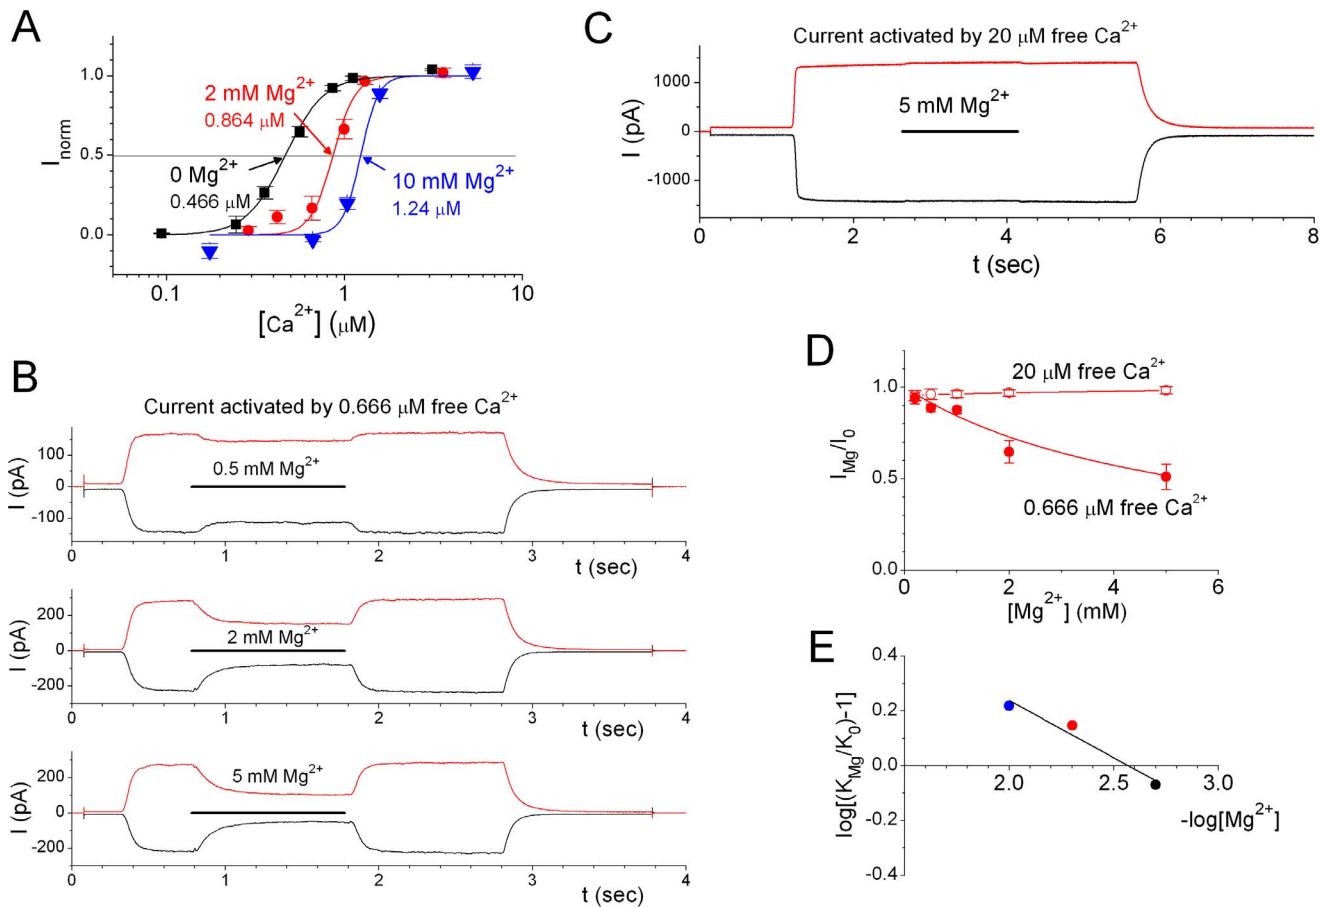 A
1.0
0.5
0.0
I_norm
2 mM Mg²⁺
0.864 µM
0 Mg²⁺
0.466 µM
10 mM Mg²⁺
1.24 µM
0.1
1
10
[Ca²⁺] (µM)
B
Current activated by 0.666 µM free Ca²⁺
I (pA)
100
0
-100
0.5 mM Mg²⁺
0 1 2 3 4
t (sec)
I (pA)
200
0
-200
2 mM Mg²⁺
0 1 2 3 4
t (sec)
I (pA)
200
0
-200
5 mM Mg²⁺
0 1 2 3 4
t (sec)
C
Current activated by 20 µM free Ca²⁺
I (pA)
1000
0
-1000
5 mM Mg²⁺
0 2 4 6 8
t (sec)
D
I_Mg/I_0
1.0
0.5
0.0
20 µM free Ca²⁺
0.666 µM free Ca²⁺
0 2 4 6
[Mg²⁺] (mM)
E
log[(K_Mg/K_0)-1]
0.4
0.2
0.0
-0.2
-0.4
2.0 2.5 3.0
-log[Mg²⁺]